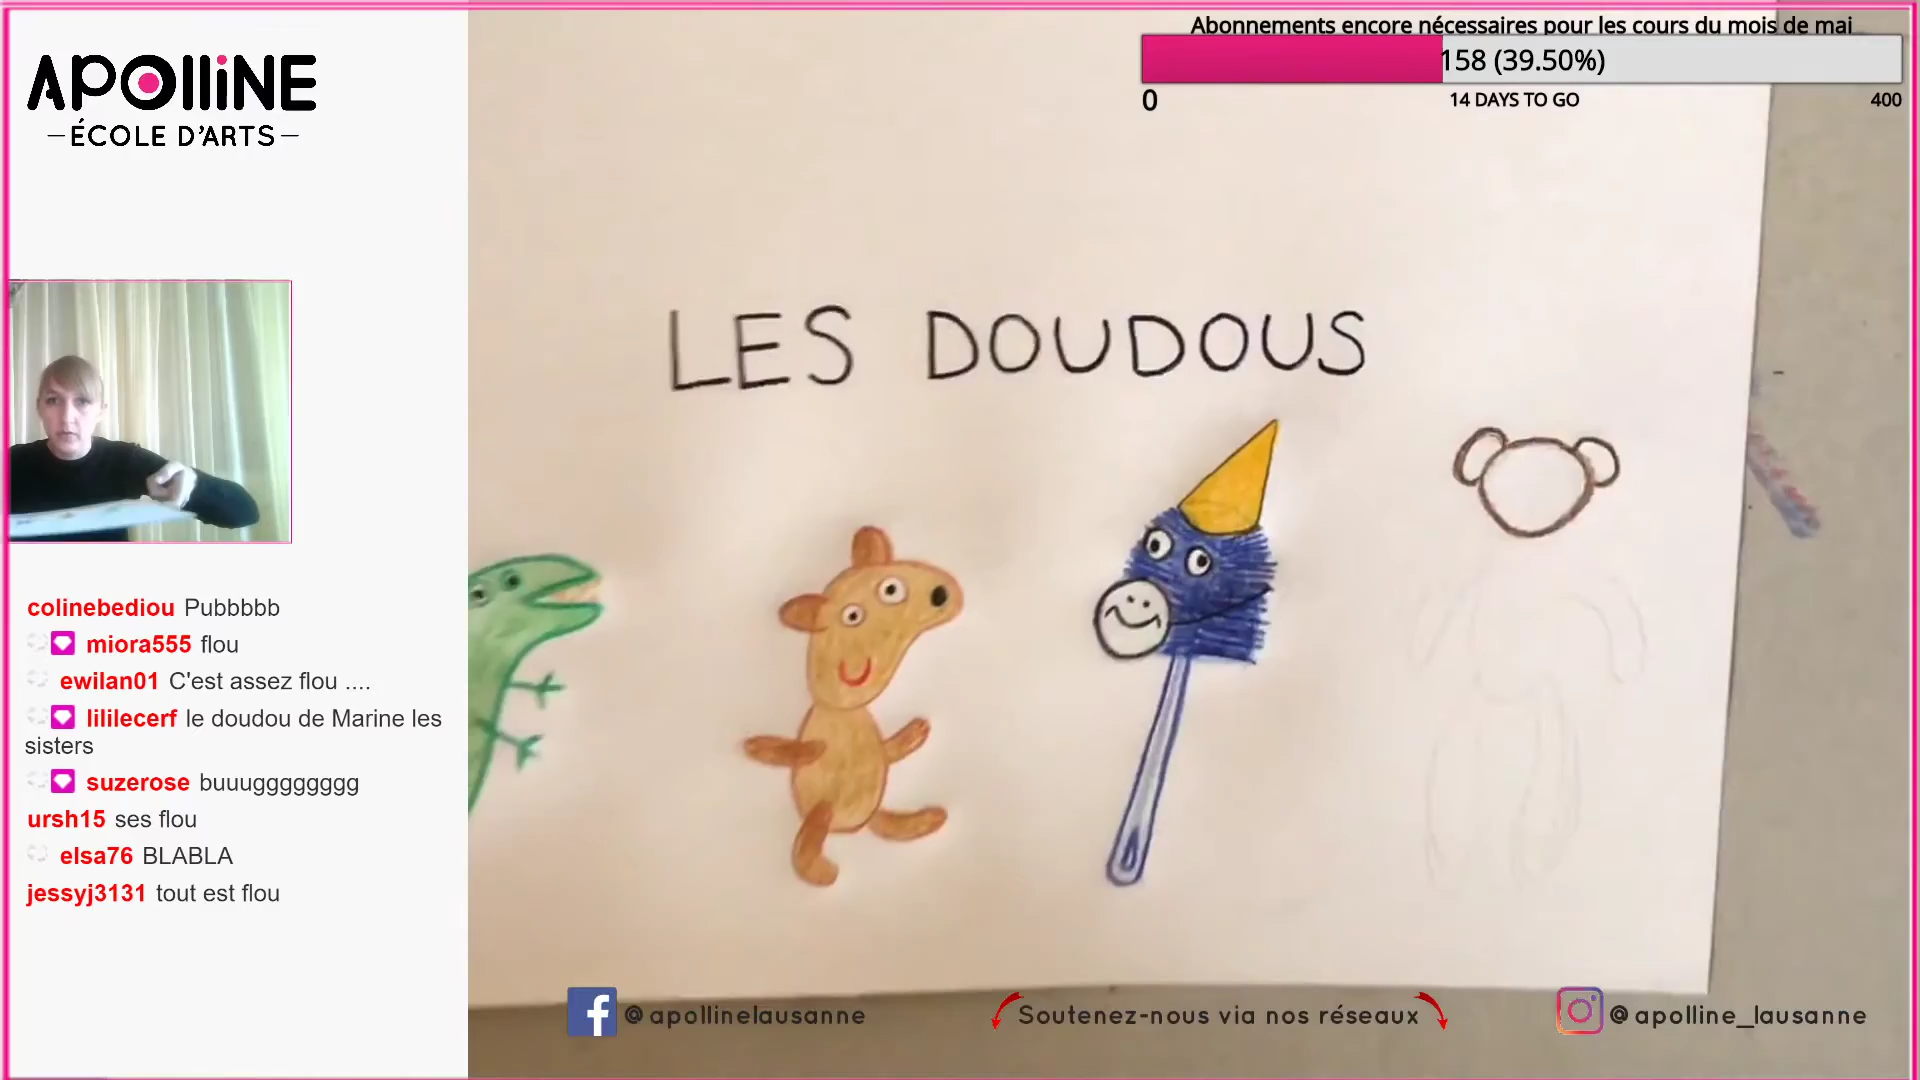 APOLLINE
ÉCOLE D'ARTS
Abonnements encore nécessaires pour les cours du mois de mai
158 (39.50%)
0
14 DAYS TO GO
400
LES DOUDOUS
colinebediou Pubbbbb
miora555 flou
ewilan01 C'est assez flou ....
lililecerf le doudou de Marine les
sisters
suzerose buuugggggggg
ursh15 ses flou
elsa76 BLABLA
jessyj3131 tout est flou
@apollinelausanne
Soutenez-nous via nos réseaux
@apolline_lausanne